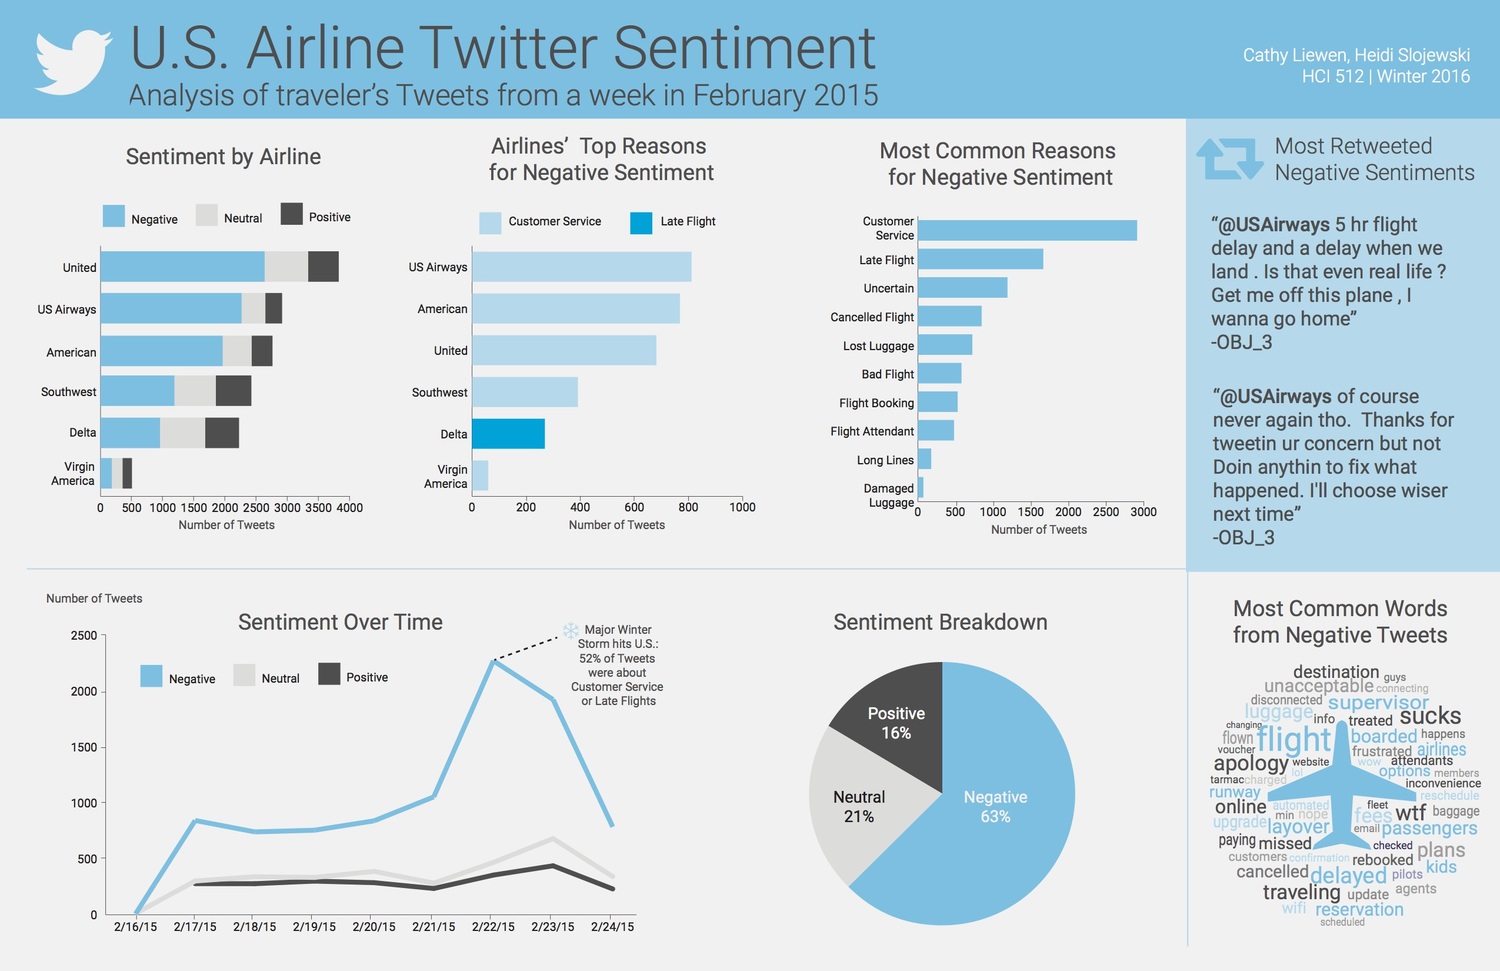 U.S. Airline Twitter Sentiment
Analysis of traveler's Tweets from a week in February 2015
Cathy Liewen, Heidi Slojewski
HCI 512 | Winter 2016
Sentiment by Airline
Negative
Neutral
Positive
United
US Airways
American
Southwest
Delta
Virgin
America
0 500 1000 1500 2000 2500 3000 3500 4000
Number of Tweets
Airlines' Top Reasons
for Negative Sentiment
Customer Service
Late Flight
US Airways
American
United
Southwest
Delta
Virgin
America
0 200 400 600 800 1000
Number of Tweets
Most Common Reasons
for Negative Sentiment
Customer
Service
Late Flight
Uncertain
Cancelled Flight
Lost Luggage
Bad Flight
Flight Booking
Flight Attendant
Long Lines
Damaged
Luggage
0 500 1000 1500 2000 2500 3000
Number of Tweets
Most Retweeted
Negative Sentiments
“@USAirways 5 hr flight
delay and a delay when we
land . Is that even real life ?
Get me off this plane , I
wanna go home”
-OBJ_3
“@USAirways of course
never again tho. Thanks for
tweetin ur concern but not
Doin anythin to fix what
happened. I'll choose wiser
next time”
-OBJ_3
Number of Tweets
Sentiment Over Time
Negative
Neutral
Positive
Major Winter
Storm hits U.S.:
52% of Tweets
were about
Customer Service
or Late Flights
2500
2000
1500
1000
500
0
2/16/15 2/17/15 2/18/15 2/19/15 2/20/15 2/21/15 2/22/15 2/23/15 2/24/15
Sentiment Breakdown
Positive
16%
Neutral
21%
Negative
63%
Most Common Words
from Negative Tweets
destination guys
unacceptable connecting
disconnected supervisor
luggage info treated sucks
changing flight boarded happens
flown frustrated airlines
voucher wow attendants
apology website options members
tarmac charged lol inconvenience
runway reschedule
online automated fleet wtf baggage
upgrade min nope fees
layover email passengers
paying missed checked plans
customers confirmation rebooked kids
cancelled delayed pilots
traveling update agents
wifi reservation
scheduled